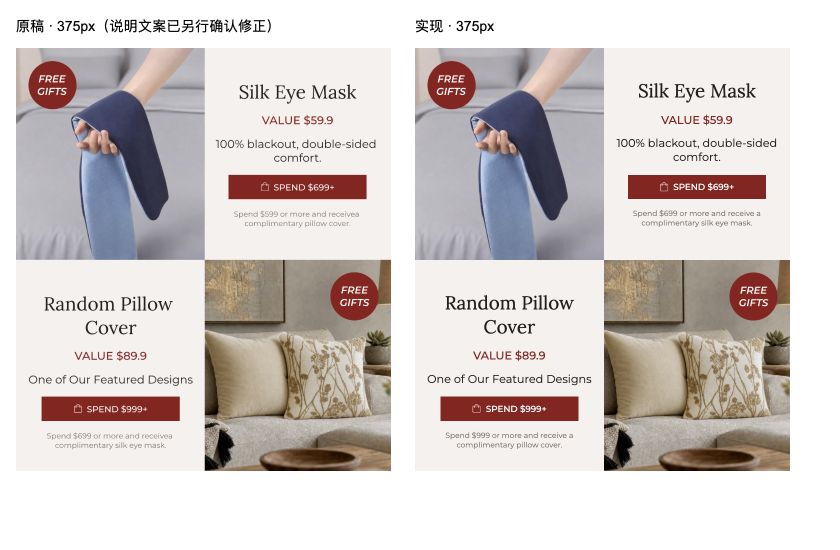 原稿 · 375px（说明文案已另行确认修正）
FREE
GIFTS
Silk Eye Mask
VALUE $59.9
100% blackout, double-sided
comfort.
SPEND $699+
Spend $599 or more and receivea
complimentary pillow cover.
Random Pillow
Cover
VALUE $89.9
One of Our Featured Designs
SPEND $999+
Spend $699 or more and receivea
complimentary silk eye mask.
FREE
GIFTS
实现 · 375px
FREE
GIFTS
Silk Eye Mask
VALUE $59.9
100% blackout, double-sided
comfort.
SPEND $699+
Spend $699 or more and receive a
complimentary silk eye mask.
Random Pillow
Cover
VALUE $89.9
One of Our Featured Designs
SPEND $999+
Spend $999 or more and receive a
complimentary pillow cover.
FREE
GIFTS